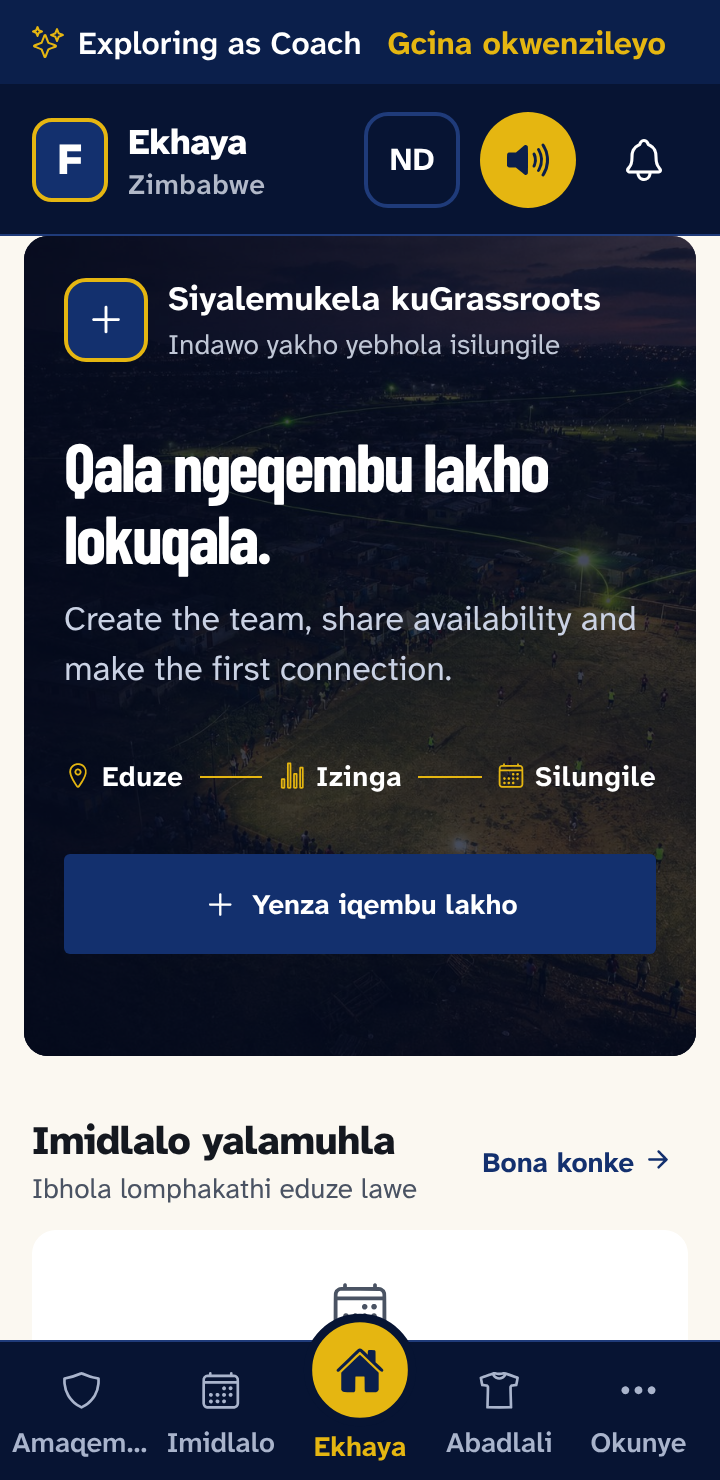 Exploring as Coach Gcina okwenzileyo
F
Ekhaya
Zimbabwe
ND
Siyalemukela kuGrassroots
Indawo yakho yebhola isilungile
Qala ngeqembu lakho
lokuqala.
Create the team, share availability and
make the first connection.
Eduze Izinga Silungile
Yenza iqembu lakho
Imidlalo yalamuhla
Ibhola lomphakathi eduze lawe
Bona konke →
Amaqem... Imidlalo Ekhaya Abadlali Okunye